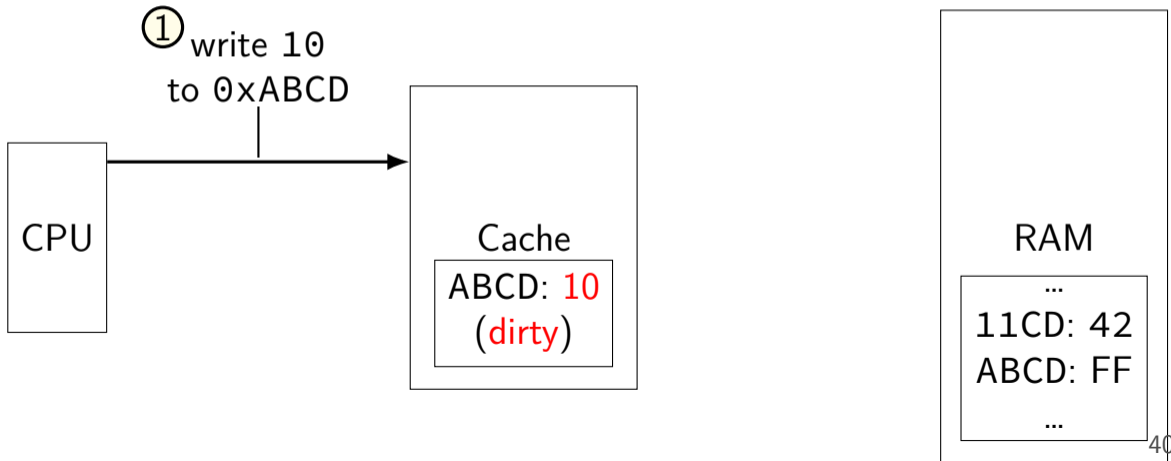 1
write 10
to 0xABCD
CPU
Cache
ABCD: 10
(dirty)
RAM
...
11CD: 42
ABCD: FF
...
40